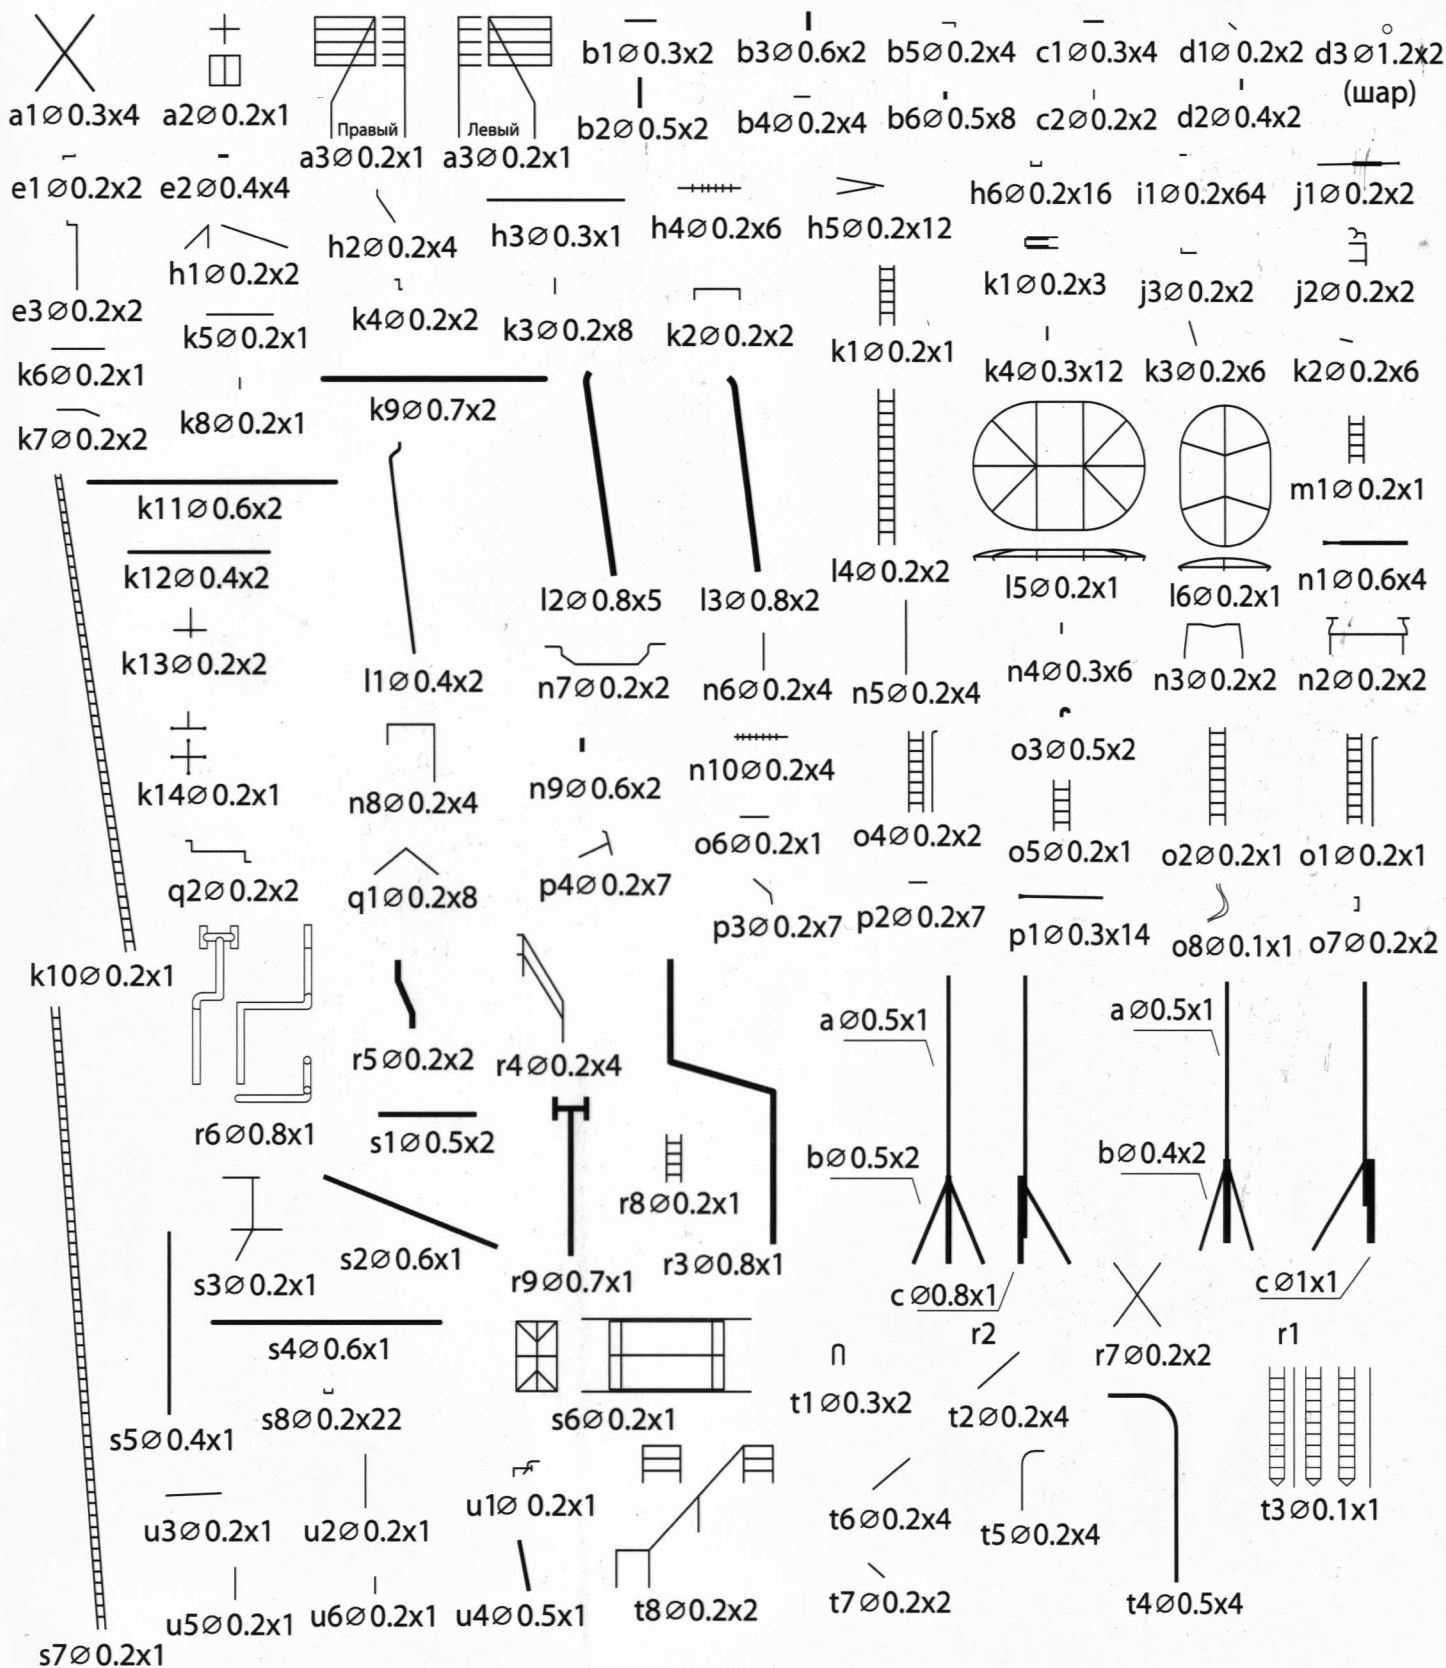 a1∅0.3x4 a2∅0.2x1 Правый Левый b1∅0.3x2 b3∅0.6x2 b5∅0.2x4 c1∅0.3x4 d1∅0.2x2 d3∅1.2x2
(шар)
a3∅0.2x1 a3∅0.2x1 b2∅0.5x2 b4∅0.2x4 b6∅0.5x8 c2∅0.2x2 d2∅0.4x2
e1∅0.2x2 e2∅0.4x4 h2∅0.2x4 h3∅0.3x1 h4∅0.2x6 h5∅0.2x12 h6∅0.2x16 i1∅0.2x64 j1∅0.2x2
e3∅0.2x2 h1∅0.2x2 k4∅0.2x2 k3∅0.2x8 k2∅0.2x2 k1∅0.2x1 k1∅0.2x3 j3∅0.2x2 j2∅0.2x2
k6∅0.2x1 k5∅0.2x1 k4∅0.3x12 k3∅0.2x6 k2∅0.2x6
k7∅0.2x2 k8∅0.2x1 k9∅0.7x2
k11∅0.6x2 m1∅0.2x1
k12∅0.4x2 l2∅0.8x5 l3∅0.8x2 l4∅0.2x2 l5∅0.2x1 l6∅0.2x1 n1∅0.6x4
k13∅0.2x2 l1∅0.4x2 n7∅0.2x2 n6∅0.2x4 n5∅0.2x4 n4∅0.3x6 n3∅0.2x2 n2∅0.2x2
k14∅0.2x1 n8∅0.2x4 n9∅0.6x2 n10∅0.2x4 o3∅0.5x2
o6∅0.2x1 o4∅0.2x2 o5∅0.2x1 o2∅0.2x1 o1∅0.2x1
q2∅0.2x2 q1∅0.2x8 p4∅0.2x7 p3∅0.2x7 p2∅0.2x7 p1∅0.3x14 o8∅0.1x1 o7∅0.2x2
k10∅0.2x1
a∅0.5x1 a∅0.5x1
r5∅0.2x2 r4∅0.2x4
r6∅0.8x1 s1∅0.5x2 b∅0.5x2 b∅0.4x2
r8∅0.2x1
s3∅0.2x1 s2∅0.6x1 r9∅0.7x1 r3∅0.8x1 c∅0.8x1 c∅1x1
s4∅0.6x1 r2 r7∅0.2x2 r1
s5∅0.4x1 s8∅0.2x22 s6∅0.2x1 t1∅0.3x2 t2∅0.2x4
u3∅0.2x1 u2∅0.2x1 u1∅0.2x1 t6∅0.2x4 t5∅0.2x4 t3∅0.1x1
u5∅0.2x1 u6∅0.2x1 u4∅0.5x1 t8∅0.2x2 t7∅0.2x2 t4∅0.5x4
s7∅0.2x1